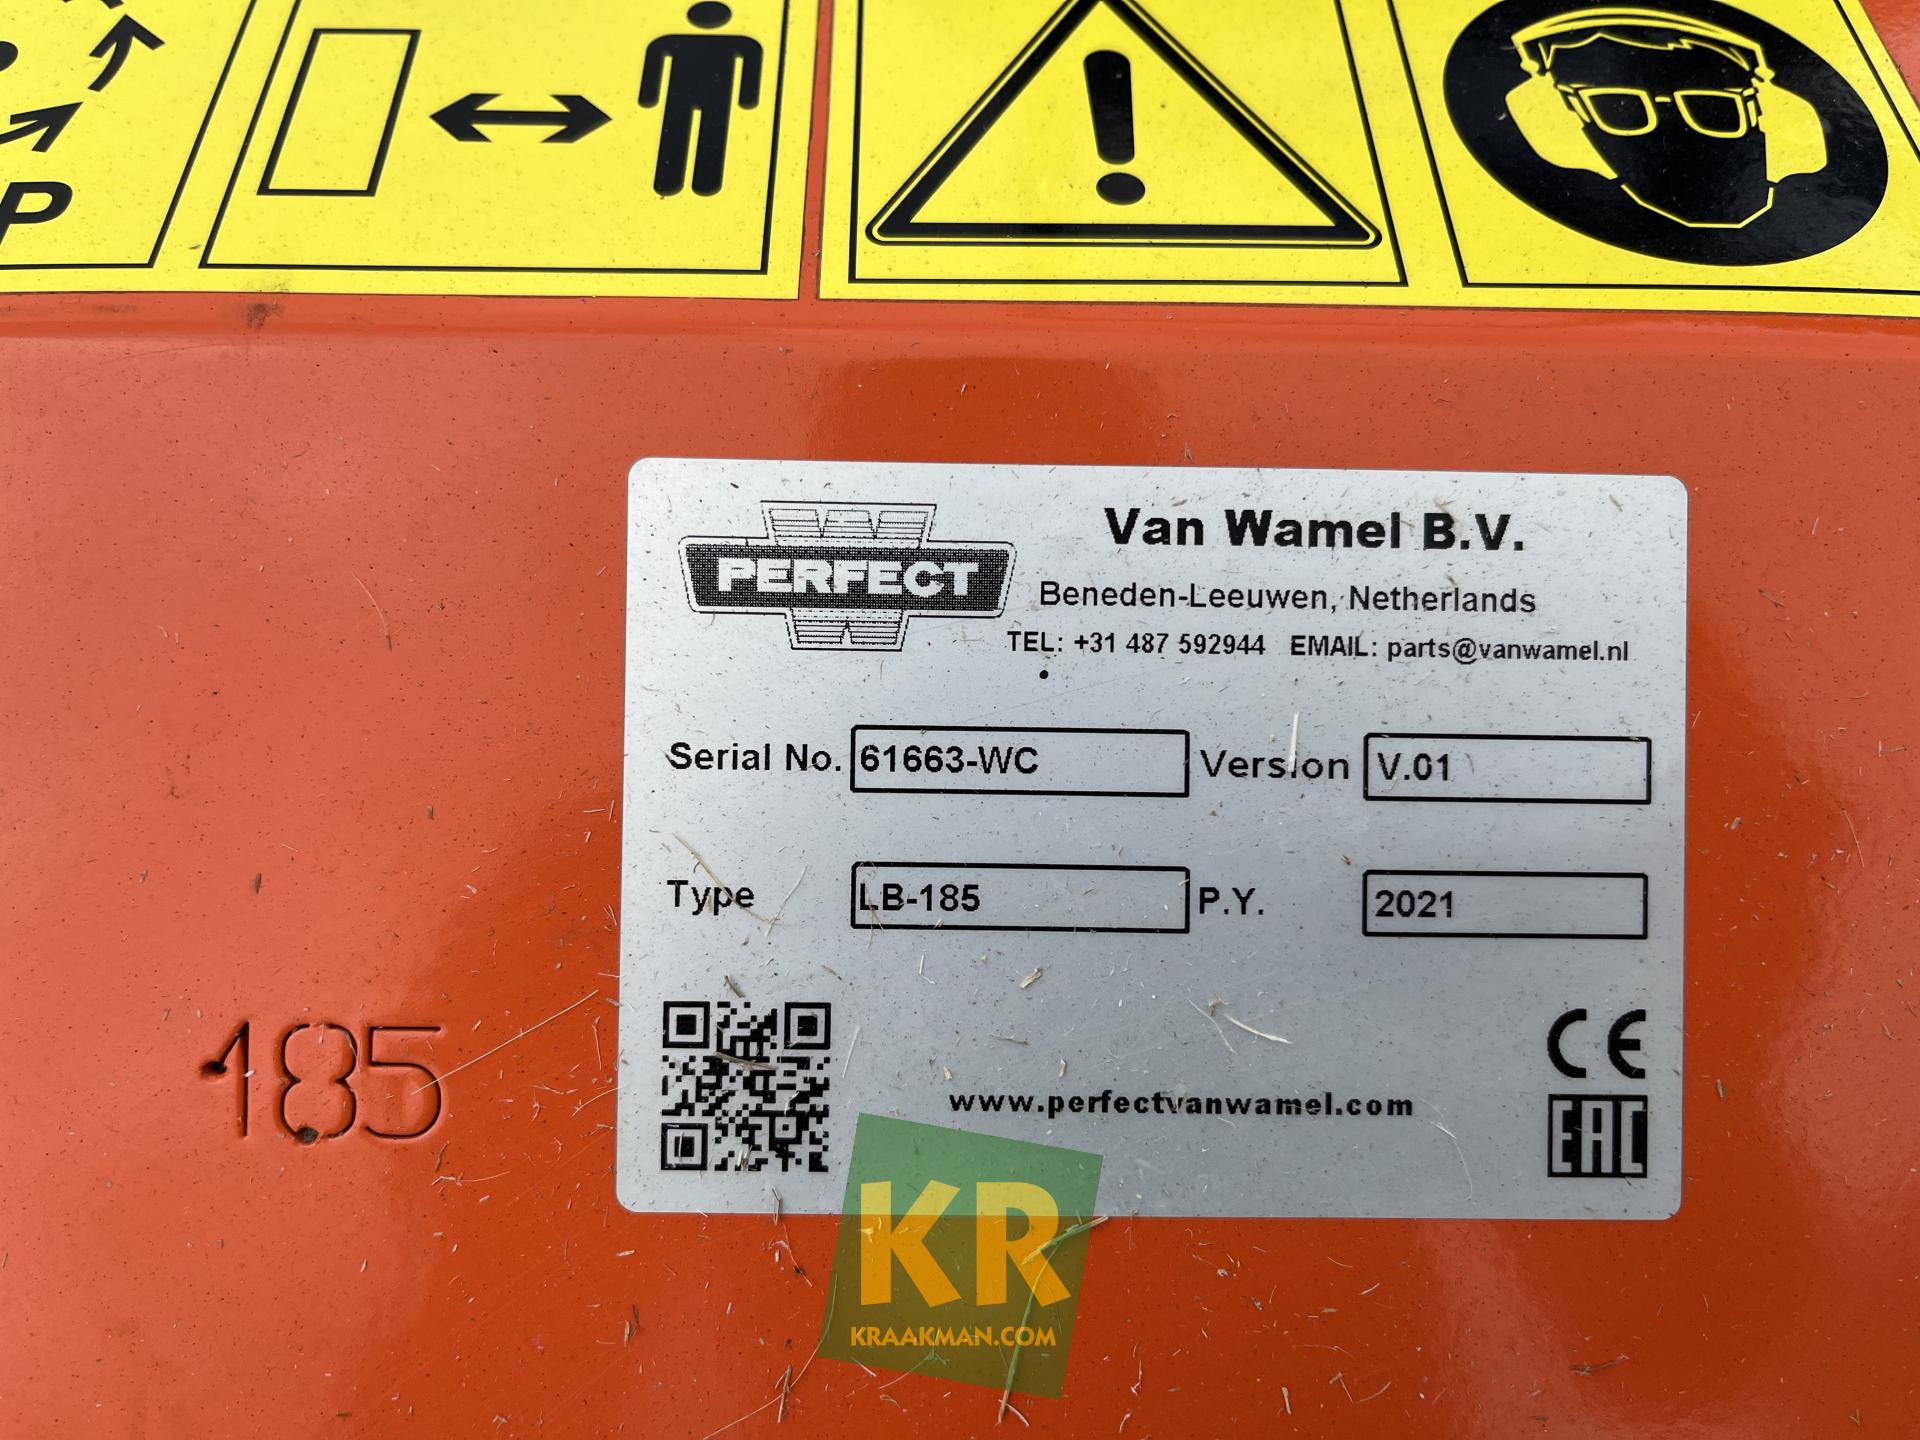 P
PERFECT
Van Wamel B.V.
Beneden-Leeuwen, Netherlands
TEL: +31 487 592944 EMAIL: parts@vanwamel.nl
Serial No. 61663-WC Version V.01
Type LB-185 P.Y. 2021
185
www.perfectvanwamel.com
CE
EAC
KR
KRAAKMAN.COM